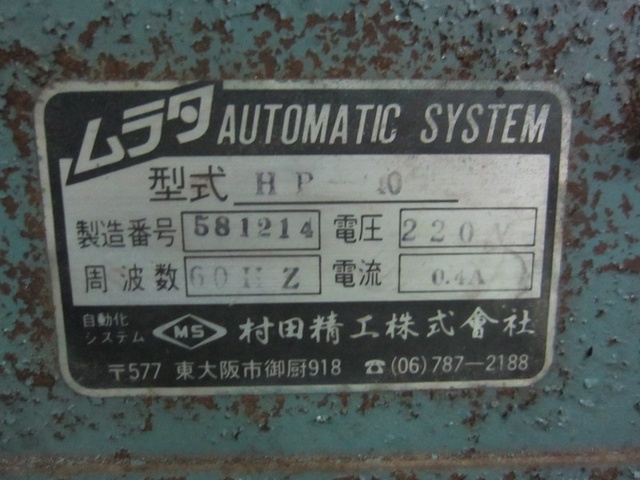 ムラタ AUTOMATIC SYSTEM
型式 HP-40
製造番号 581214 電圧 220V
周波数 60HZ 電流 0.4A
自動化
システム MS 村田精工株式會社
〒577 東大阪市御厨918 ☎(06)787-2188